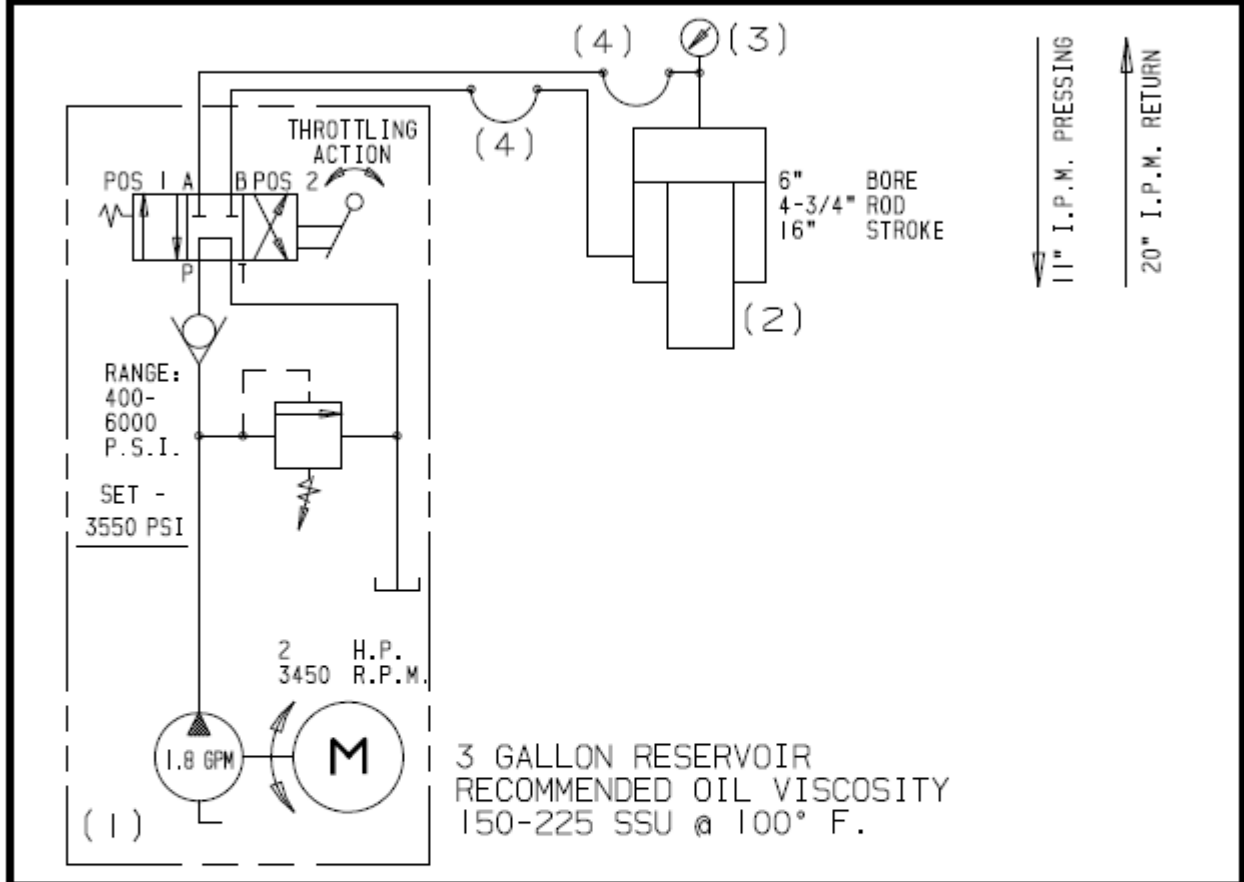 (4)
(3)
(4)
THROTTLING
ACTION
POS 1 A B POS 2
P T
6" BORE
4-3/4" ROD
16" STROKE
(2)
11" I.P.M. PRESSING
20" I.P.M. RETURN
RANGE:
400-
6000
P.S.I.
SET -
3550 PSI
2 H.P.
3450 R.P.M.
1.8 GPM
M
(1)
3 GALLON RESERVOIR
RECOMMENDED OIL VISCOSITY
150-225 SSU @ 100° F.